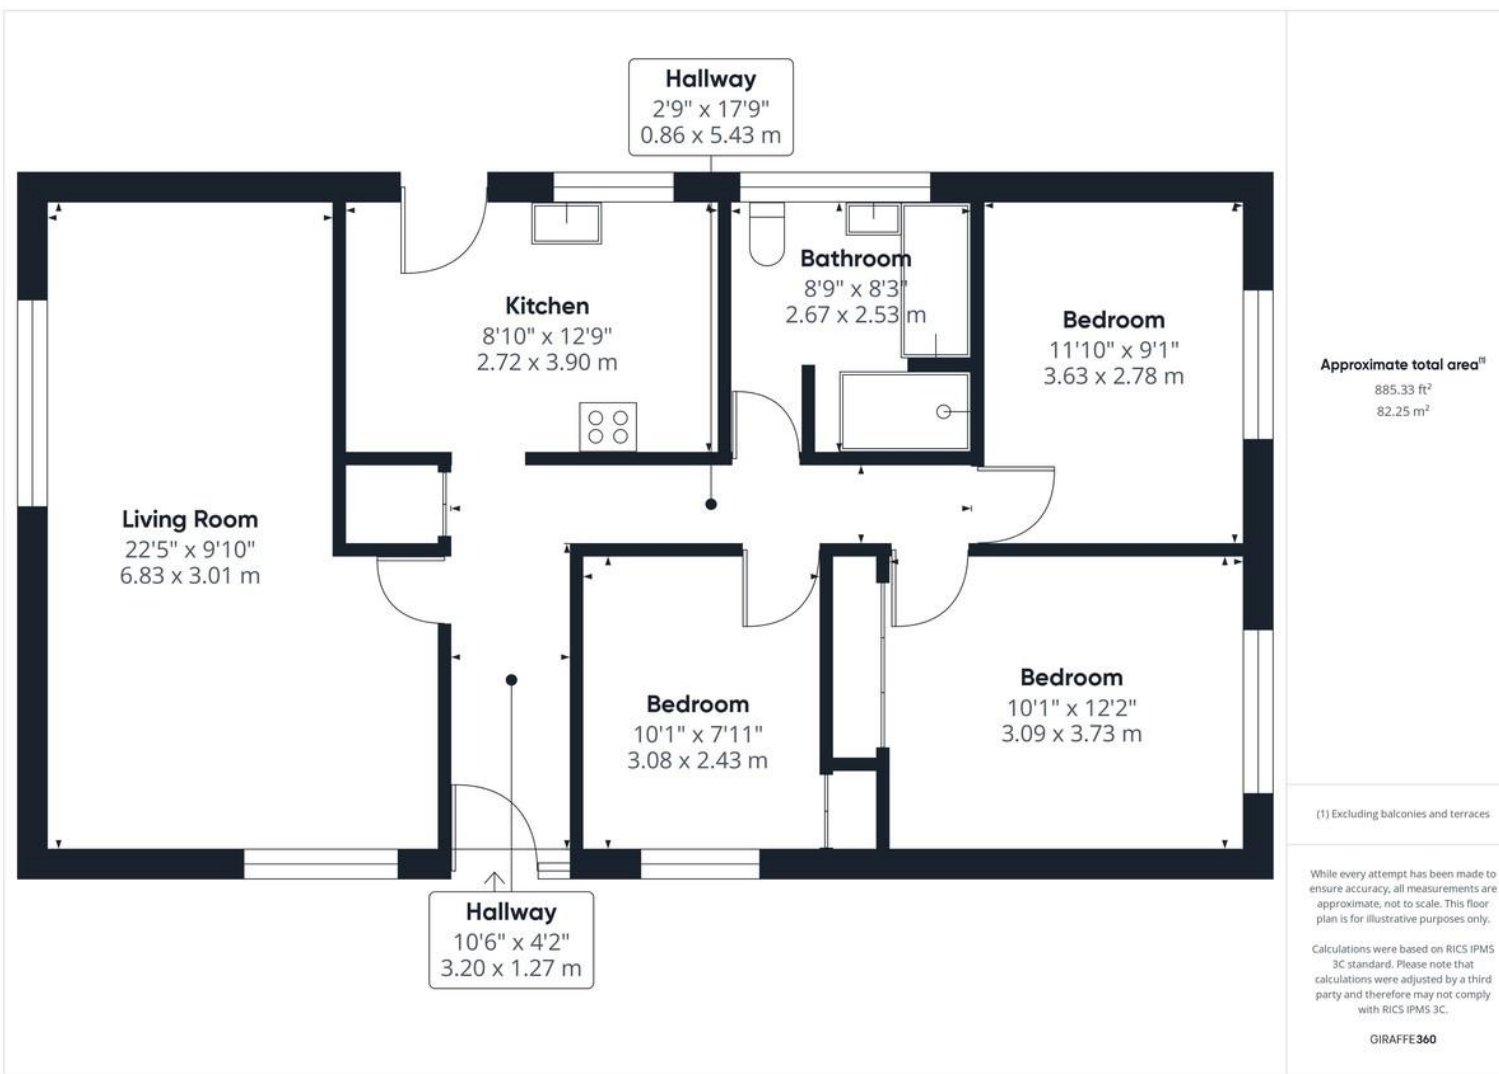 Hallway
2'9" x 17'9"
0.86 x 5.43 m
Kitchen
8'10" x 12'9"
2.72 x 3.90 m
Bathroom
8'9" x 8'3"
2.67 x 2.53 m
Bedroom
11'10" x 9'1"
3.63 x 2.78 m
Living Room
22'5" x 9'10"
6.83 x 3.01 m
Bedroom
10'1" x 7'11"
3.08 x 2.43 m
Bedroom
10'1" x 12'2"
3.09 x 3.73 m
Hallway
10'6" x 4'2"
3.20 x 1.27 m
Approximate total area(1)
885.33 ft²
82.25 m²
(1) Excluding balconies and terraces
While every attempt has been made to
ensure accuracy, all measurements are
approximate, not to scale. This floor
plan is for illustrative purposes only.
Calculations were based on RICS IPMS
3C standard. Please note that
calculations were adjusted by a third
party and therefore may not comply
with RICS IPMS 3C.
GIRAFFE360